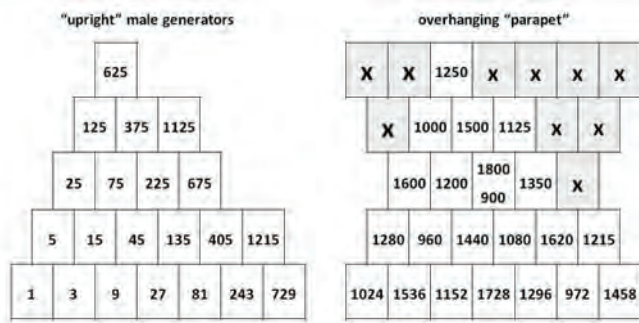 "upright" male generators
overhanging "parapet"
625
125 375 1125
25 75 225 675
5 15 45 135 405 1215
1 3 9 27 81 243 729
X X 1250 X X X X
X 1000 1500 1125 X X
1600 1200 1800 900 1350 X
1280 960 1440 1080 1620 1215
1024 1536 1152 1728 1296 972 1458